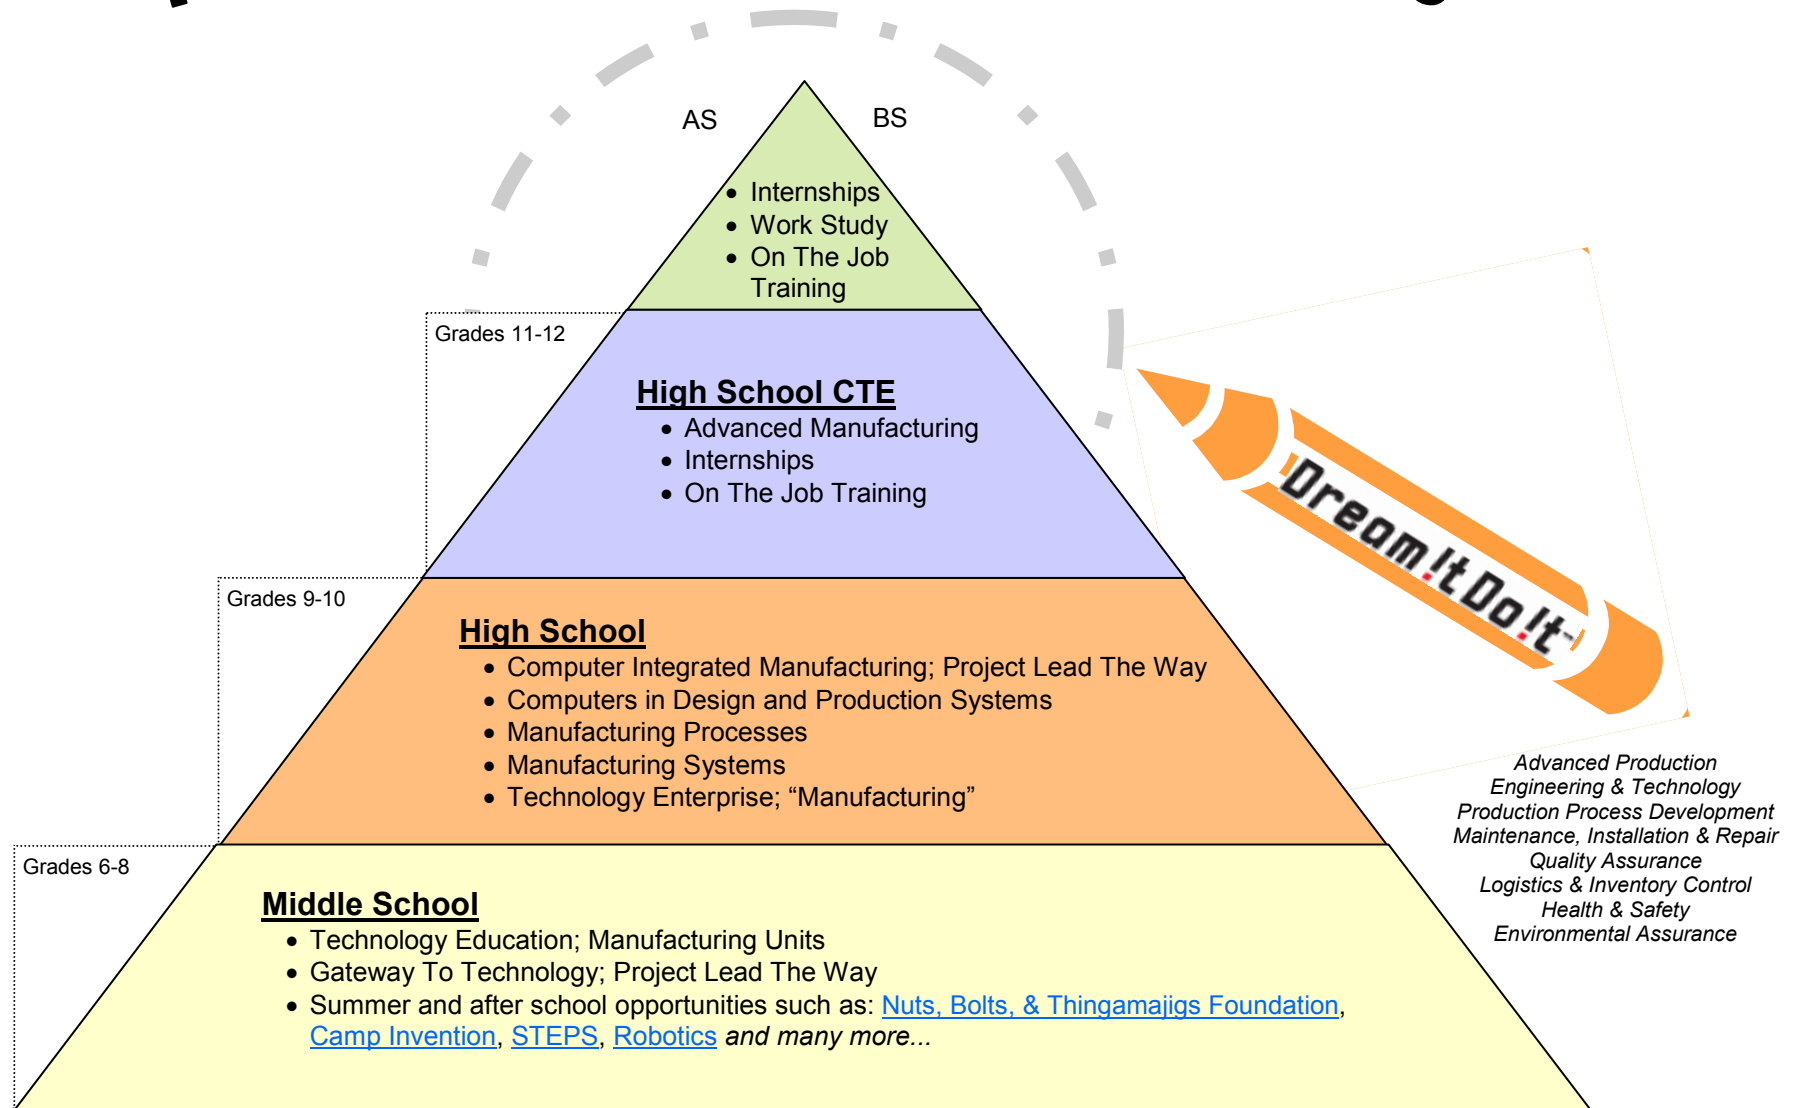 AS
BS
• Internships
• Work Study
• On The Job
Training
Grades 11-12
High School CTE
• Advanced Manufacturing
• Internships
• On The Job Training
Dream!tDo!t
Grades 9-10
High School
• Computer Integrated Manufacturing; Project Lead The Way
• Computers in Design and Production Systems
• Manufacturing Processes
• Manufacturing Systems
• Technology Enterprise; “Manufacturing”
Advanced Production
Engineering & Technology
Production Process Development
Maintenance, Installation & Repair
Quality Assurance
Logistics & Inventory Control
Health & Safety
Environmental Assurance
Grades 6-8
Middle School
• Technology Education; Manufacturing Units
• Gateway To Technology; Project Lead The Way
• Summer and after school opportunities such as: Nuts, Bolts, & Thingamajigs Foundation,
Camp Invention, STEPS, Robotics and many more...